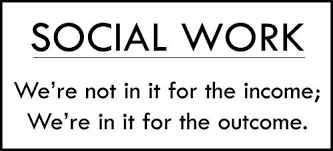 SOCIAL WORK
We're not in it for the income;
We're in it for the outcome.